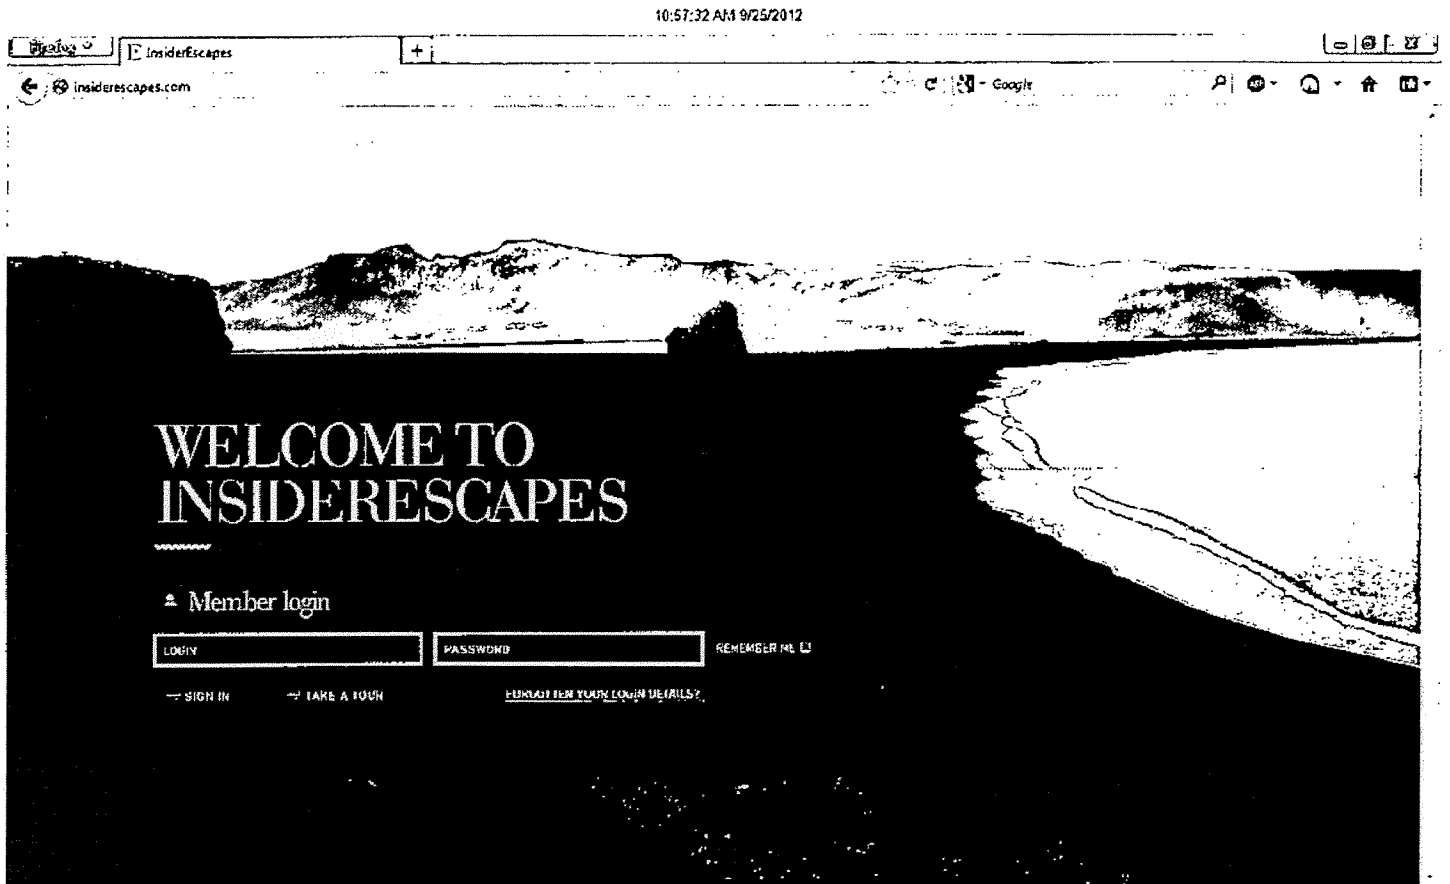 10:57:32 AM 9/25/2012
Firefox
InsiderEscapes
+
insiderescapes.com
Google
WELCOME TO
INSIDERESCAPES
Member login
LOGIN
PASSWORD
REMEMBER ME
SIGN IN
TAKE A TOUR
FORGOTTEN YOUR LOGIN DETAILS?